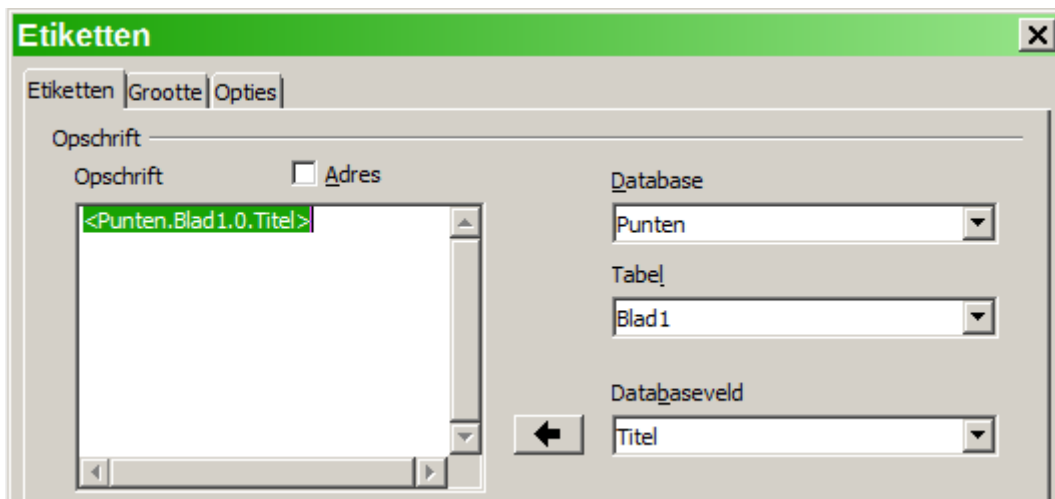 Etiketten
Etiketten Grootte Opties
Opschrift
Opschrift Adres
<Punten.Blad1.0.Titel>
Database
Punten
Tabel
Blad1
Databaseveld
Titel